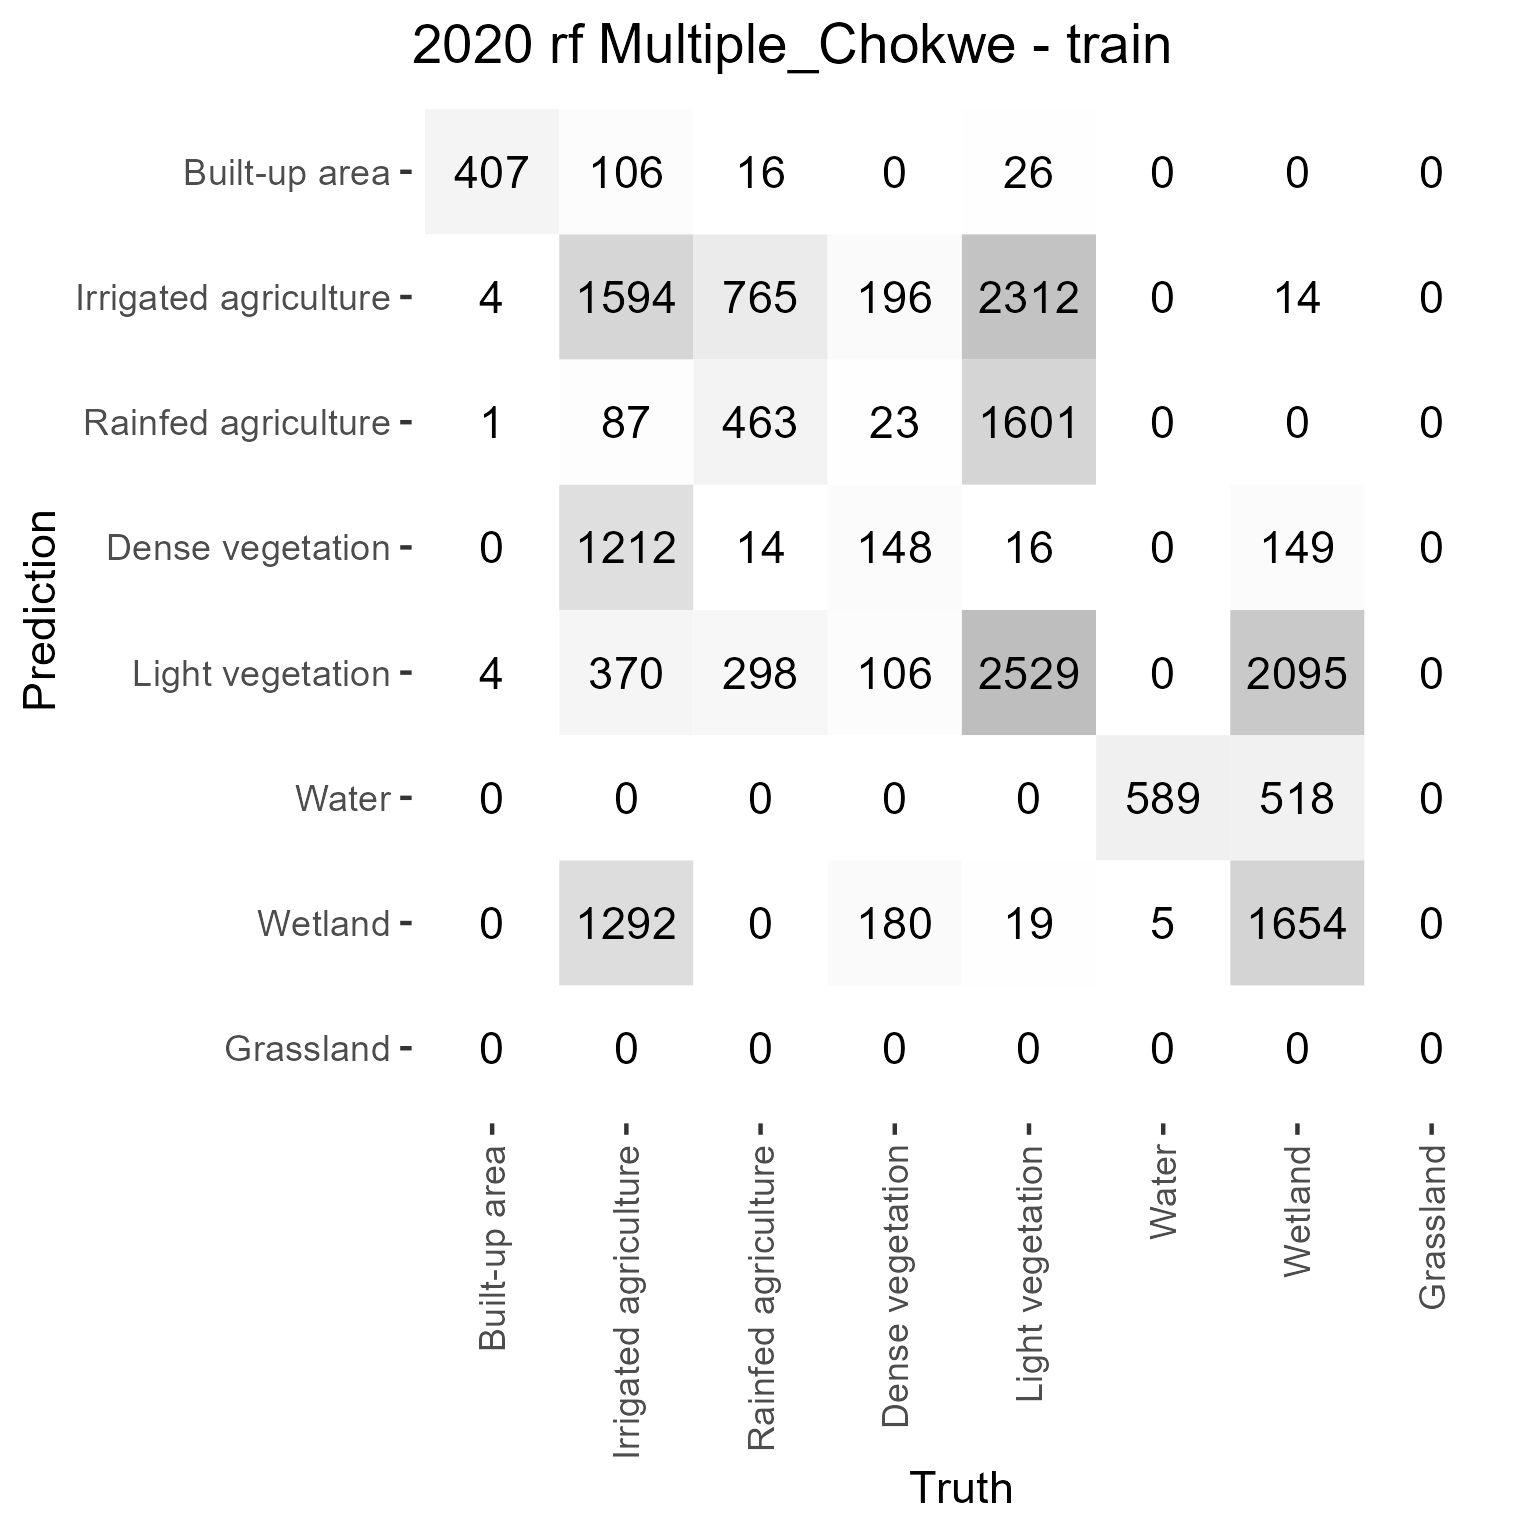 2020 rf Multiple_Chokwe - train
Built-up area 407 106 16 0 26 0 0 0
Irrigated agriculture 4 1594 765 196 2312 0 14 0
Rainfed agriculture 1 87 463 23 1601 0 0 0
Dense vegetation 0 1212 14 148 16 0 149 0
Light vegetation 4 370 298 106 2529 0 2095 0
Water 0 0 0 0 0 589 518 0
Wetland 0 1292 0 180 19 5 1654 0
Grassland 0 0 0 0 0 0 0 0
Prediction
Built-up area
Irrigated agriculture
Rainfed agriculture
Dense vegetation
Light vegetation
Water
Wetland
Grassland
Truth